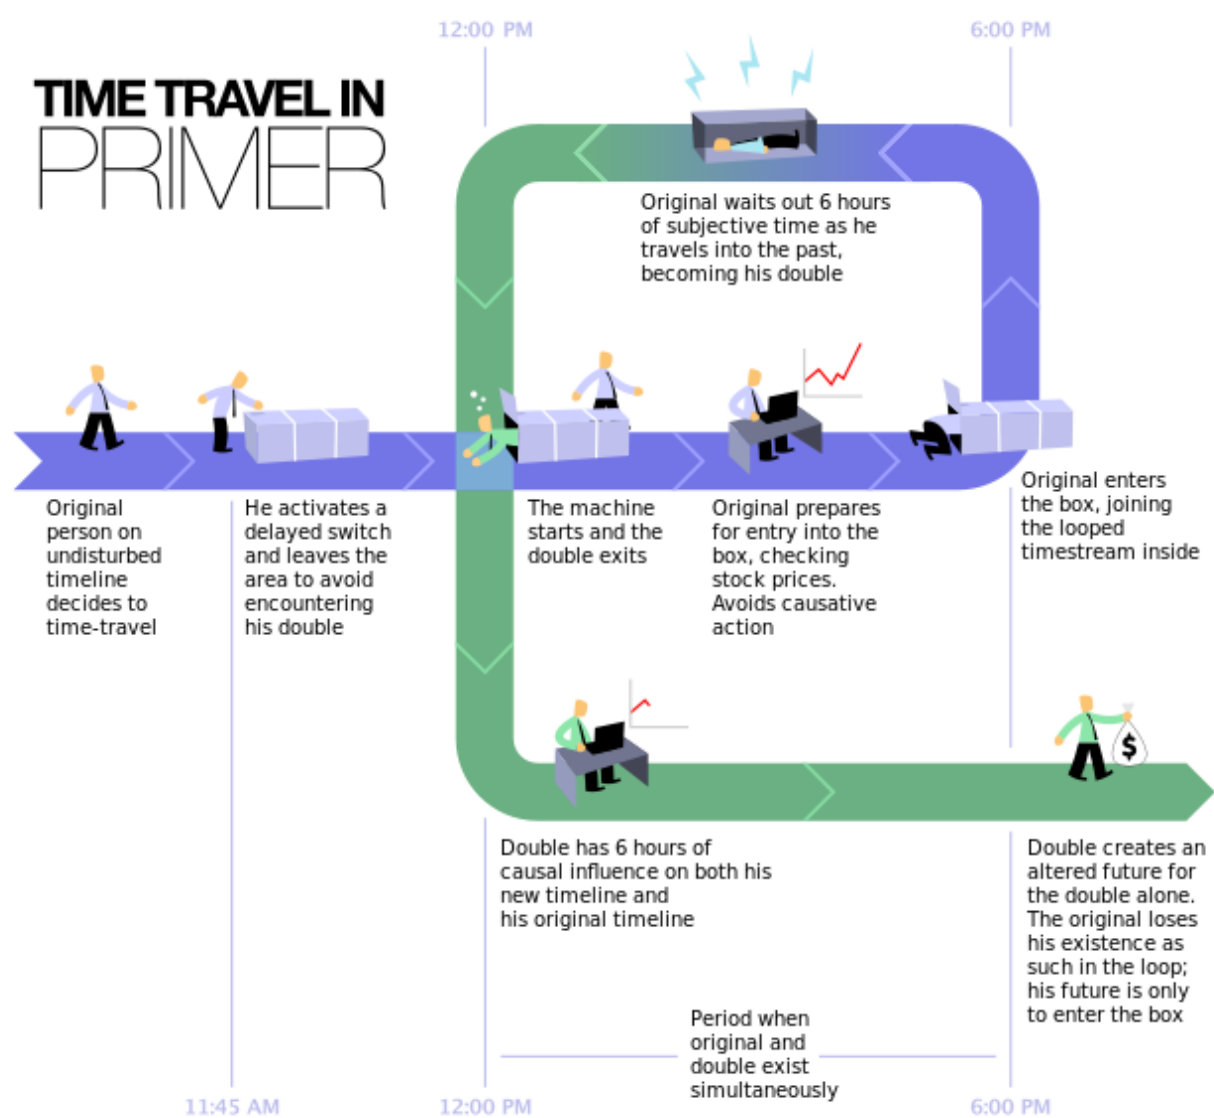 12:00 PM
6:00 PM
TIME TRAVEL IN
PRIMER
Original waits out 6 hours
of subjective time as he
travels into the past,
becoming his double
Original
person on
undisturbed
timeline
decides to
time-travel
He activates a
delayed switch
and leaves the
area to avoid
encountering
his double
The machine
starts and the
double exits
Original prepares
for entry into the
box, checking
stock prices.
Avoids causative
action
Original enters
the box, joining
the looped
timestream inside
$
Double has 6 hours of
causal influence on both his
new timeline and
his original timeline
Double creates an
altered future for
the double alone.
The original loses
his existence as
such in the loop;
his future is only
to enter the box
Period when
original and
double exist
simultaneously
11:45 AM
12:00 PM
6:00 PM